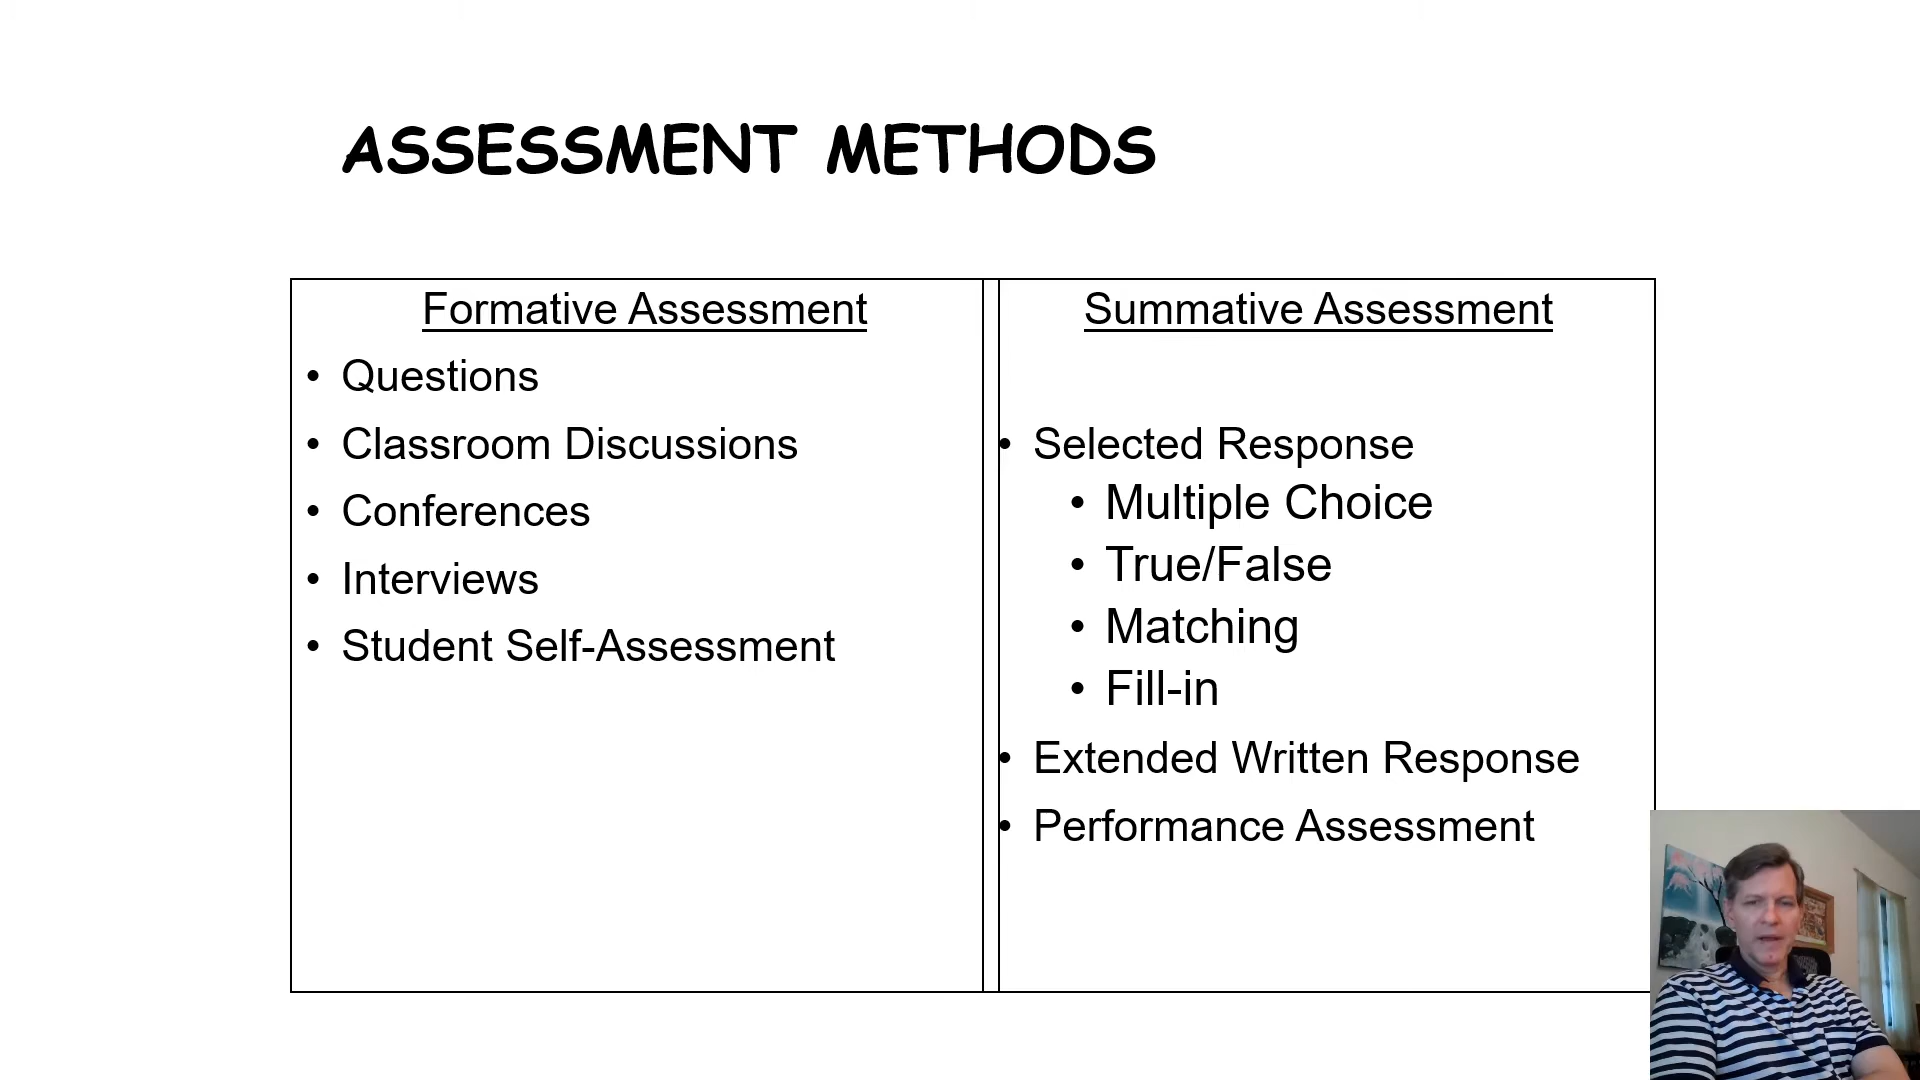 ASSESSMENT METHODS
Formative Assessment
• Questions
• Classroom Discussions
• Conferences
• Interviews
• Student Self-Assessment
Summative Assessment
• Selected Response
• Multiple Choice
• True/False
• Matching
• Fill-in
• Extended Written Response
• Performance Assessment